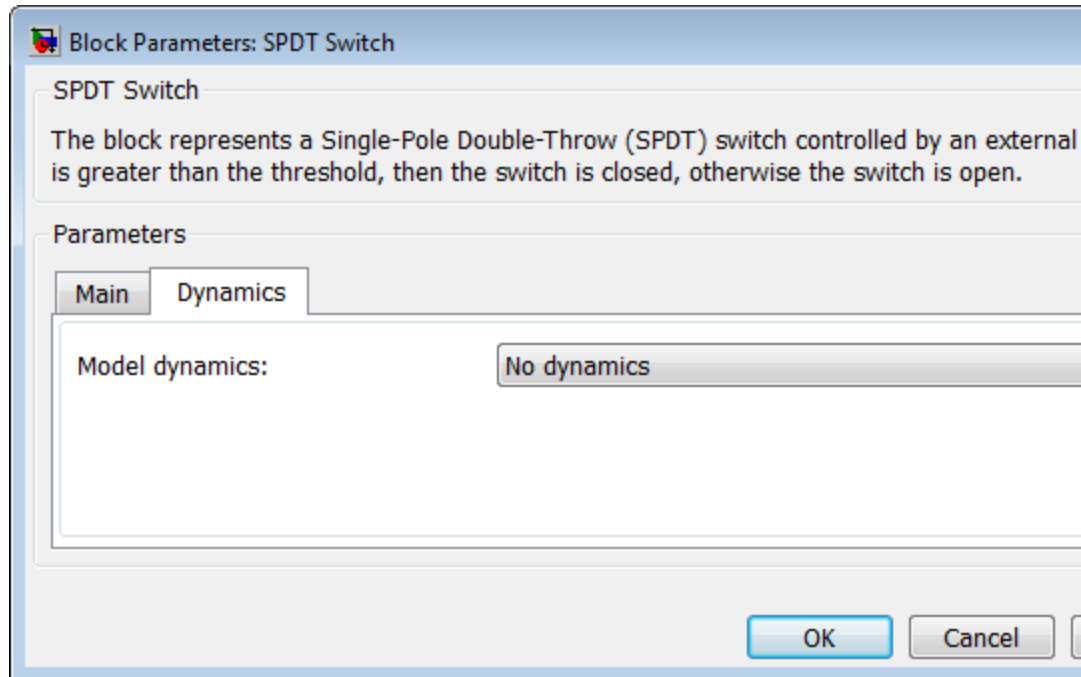 Block Parameters: SPDT Switch
SPDT Switch
The block represents a Single-Pole Double-Throw (SPDT) switch controlled by an external
is greater than the threshold, then the switch is closed, otherwise the switch is open.
Parameters
Main Dynamics
Model dynamics: No dynamics
OK Cancel